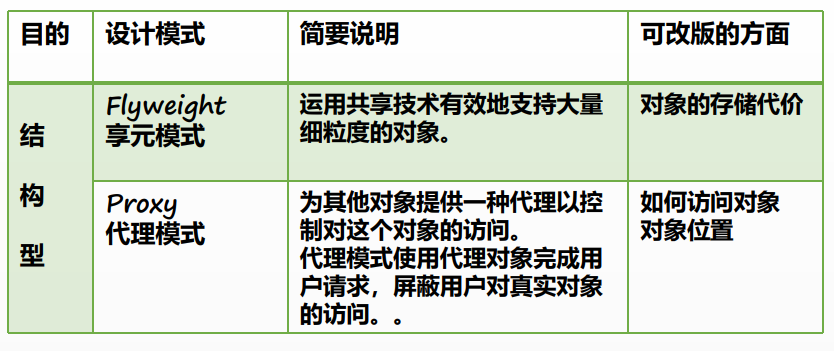 目的 设计模式 简要说明 可改版的方面
结
构
型
Flyweight
享元模式
运用共享技术有效地支持大量
细粒度的对象。
对象的存储代价
Proxy
代理模式
为其他对象提供一种代理以控
制对这个对象的访问。
代理模式使用代理对象完成用
户请求，屏蔽用户对真实对象
的访问。。
如何访问对象
对象位置